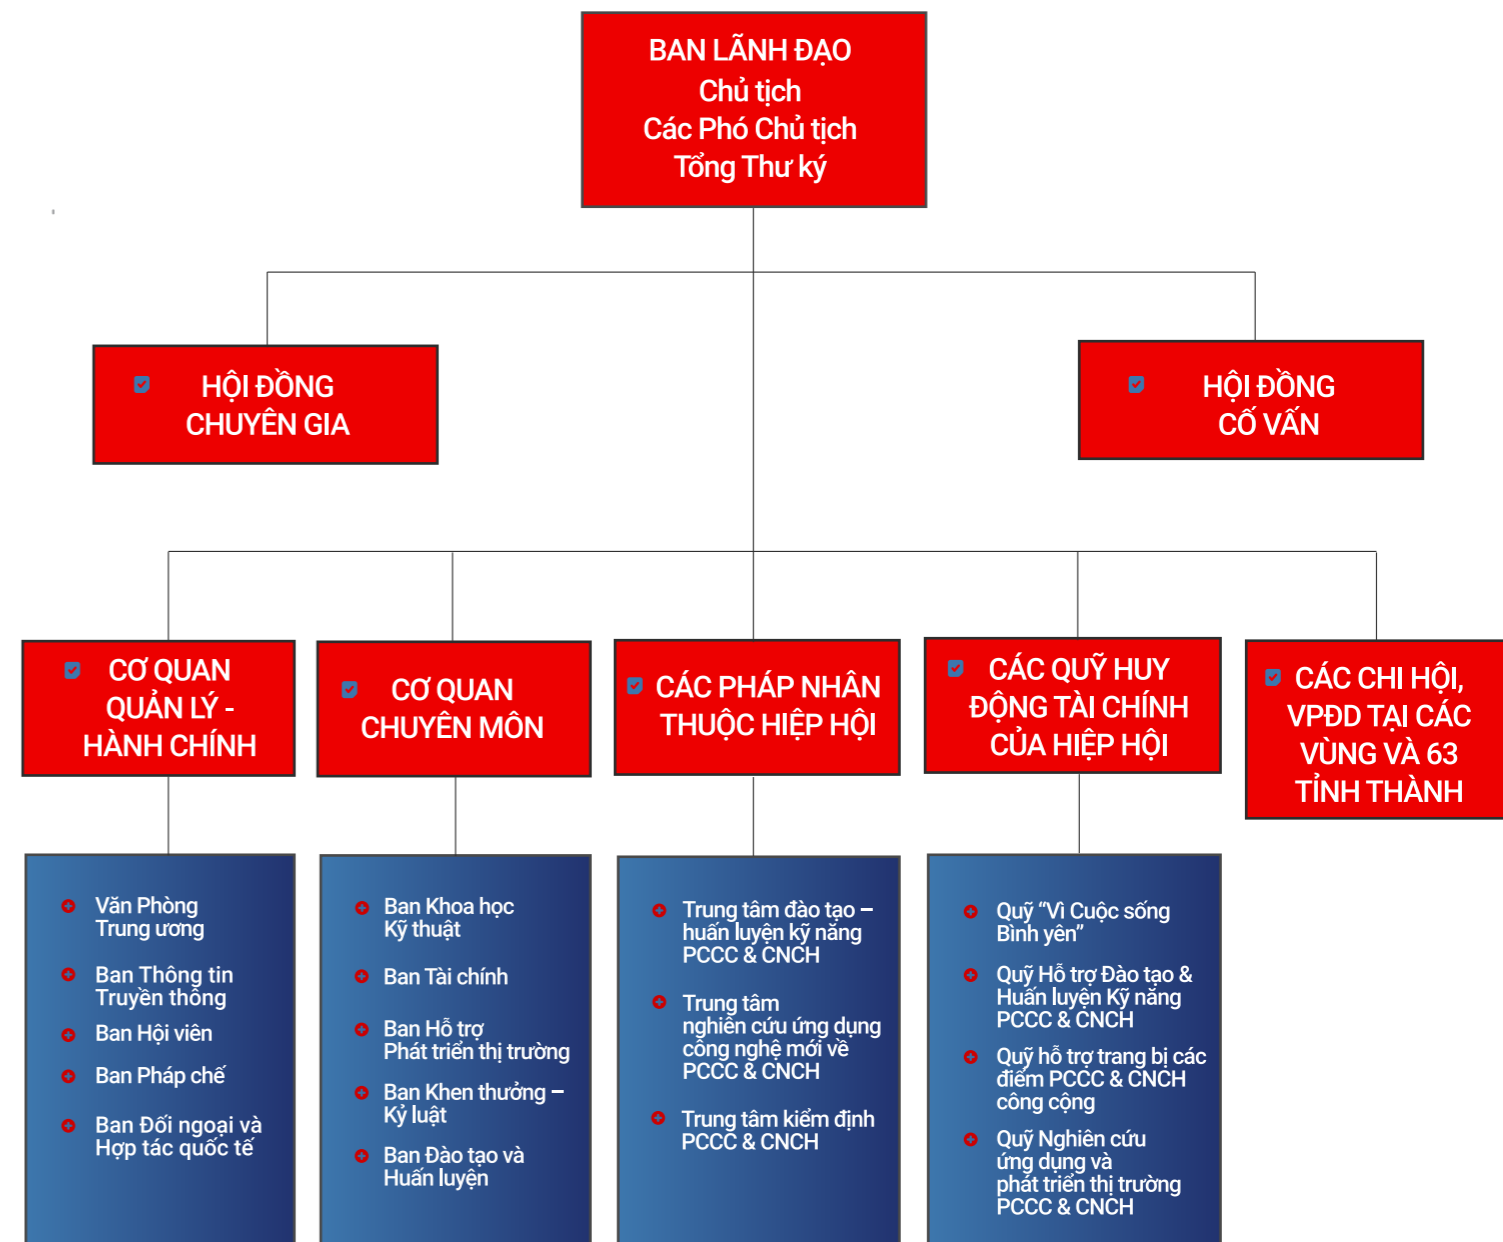 BAN LÃNH ĐẠO
Chủ tịch
Các Phó Chủ tịch
Tổng Thư ký
HỘI ĐỒNG
CHUYÊN GIA
HỘI ĐỒNG
CỐ VẤN
CƠ QUAN
QUẢN LÝ -
HÀNH CHÍNH
CƠ QUAN
CHUYÊN MÔN
CÁC PHÁP NHÂN
THUỘC HIỆP HỘI
CÁC QUỸ HUY
ĐỘNG TÀI CHÍNH
CỦA HIỆP HỘI
CÁC CHI HỘI,
VPĐD TẠI CÁC
VÙNG VÀ 63
TỈNH THÀNH
Văn Phòng
Trung ương
Ban Thông tin
Truyền thông
Ban Hội viên
Ban Pháp chế
Ban Đối ngoại và
Hợp tác quốc tế
Ban Khoa học
Kỹ thuật
Ban Tài chính
Ban Hỗ trợ
Phát triển thị trường
Ban Khen thưởng –
Kỷ luật
Ban Đào tạo và
Huấn luyện
Trung tâm đào tạo –
huấn luyện kỹ năng
PCCC & CNCH
Trung tâm
nghiên cứu ứng dụng
công nghệ mới về
PCCC & CNCH
Trung tâm kiểm định
PCCC & CNCH
Quỹ “Vì Cuộc sống
Bình yên”
Quỹ Hỗ trợ Đào tạo &
Huấn luyện Kỹ năng
PCCC & CNCH
Quỹ hỗ trợ trang bị các
điểm PCCC & CNCH
công cộng
Quỹ Nghiên cứu
ứng dụng và
phát triển thị trường
PCCC & CNCH